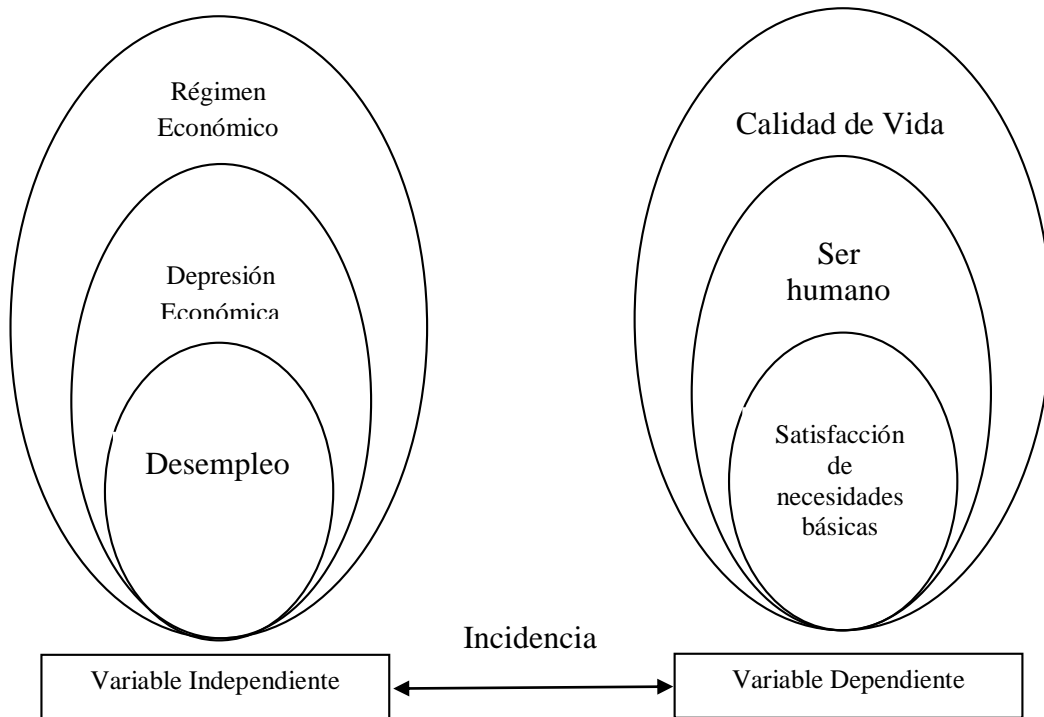 Régimen
Económico
Depresión
Económica
Desempleo
Calidad de Vida
Ser
humano
Satisfacción
de
necesidades
básicas
Incidencia
Variable Independiente
Variable Dependiente